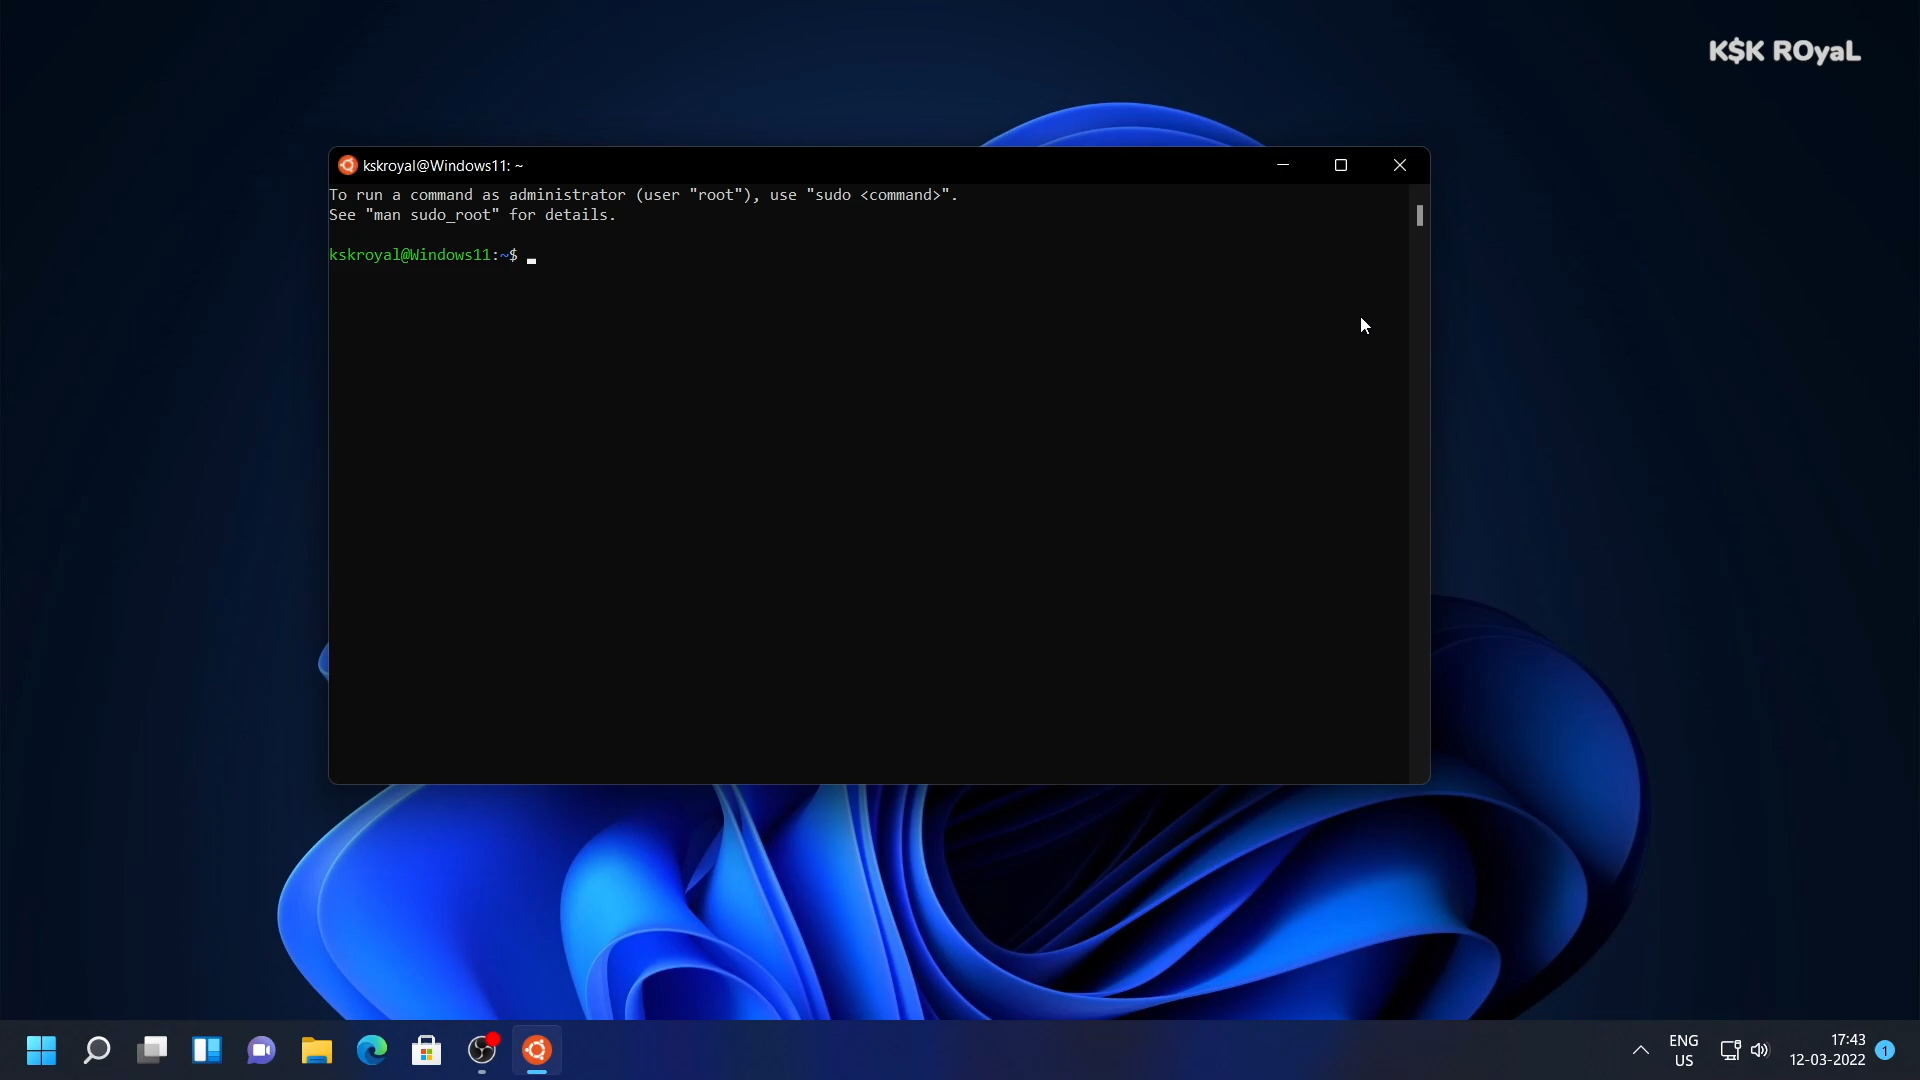 K$K ROyaL
kskroyal@Windows11: ~
To run a command as administrator (user "root"), use "sudo <command>".
See "man sudo_root" for details.
kskroyal@Windows11:~$
ENG
US
17:43
12-03-2022
1